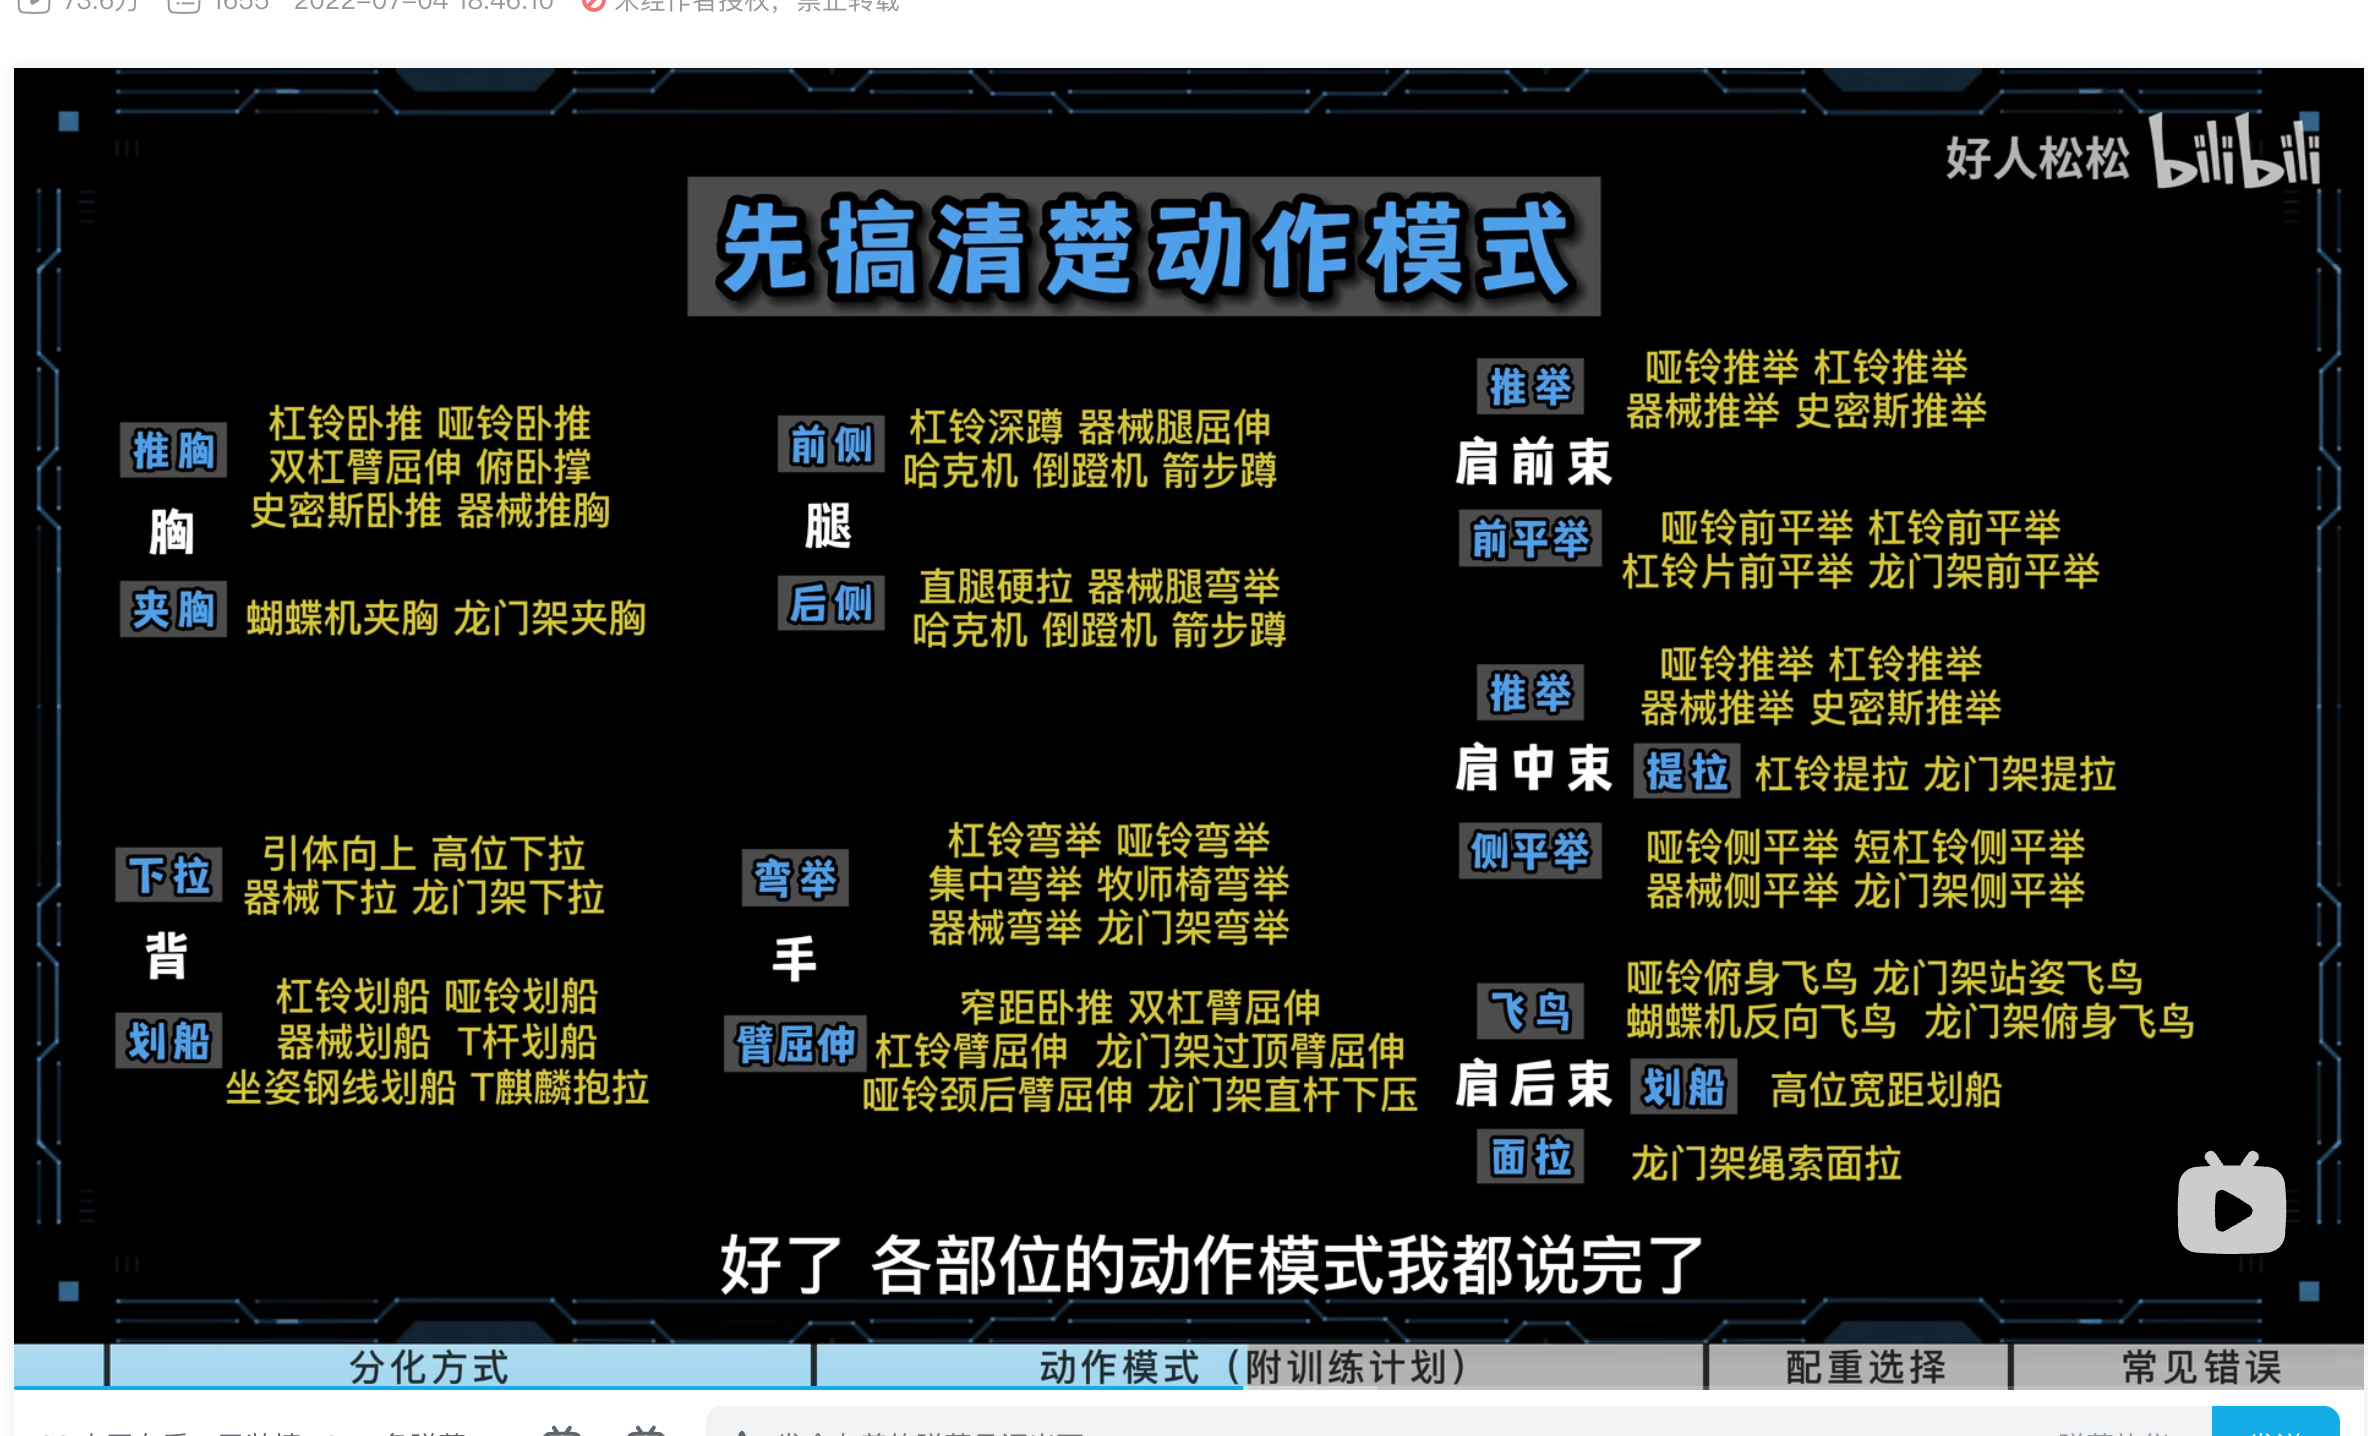 73.6万 1655 2022-07-04 18:46:10 未经作者授权，禁止转载
好人松松 bilibili
先搞清楚动作模式
推胸
杠铃卧推 哑铃卧推
双杠臂屈伸 俯卧撑
史密斯卧推 器械推胸
胸
夹胸
蝴蝶机夹胸 龙门架夹胸
下拉
引体向上 高位下拉
器械下拉 龙门架下拉
背
划船
杠铃划船 哑铃划船
器械划船 T杆划船
坐姿钢线划船 T麒麟抱拉
前侧
杠铃深蹲 器械腿屈伸
哈克机 倒蹬机 箭步蹲
腿
后侧
直腿硬拉 器械腿弯举
哈克机 倒蹬机 箭步蹲
弯举
杠铃弯举 哑铃弯举
集中弯举 牧师椅弯举
器械弯举 龙门架弯举
手
臂屈伸
窄距卧推 双杠臂屈伸
杠铃臂屈伸 龙门架过顶臂屈伸
哑铃颈后臂屈伸 龙门架直杆下压
推举
哑铃推举 杠铃推举
器械推举 史密斯推举
肩前束
前平举
哑铃前平举 杠铃前平举
杠铃片前平举 龙门架前平举
推举
哑铃推举 杠铃推举
器械推举 史密斯推举
肩中束
提拉 杠铃提拉 龙门架提拉
侧平举
哑铃侧平举 短杠铃侧平举
器械侧平举 龙门架侧平举
飞鸟
哑铃俯身飞鸟 龙门架站姿飞鸟
蝴蝶机反向飞鸟 龙门架俯身飞鸟
肩后束
划船 高位宽距划船
面拉 龙门架绳索面拉
好了 各部位的动作模式我都说完了
分化方式 动作模式（附训练计划） 配重选择 常见错误